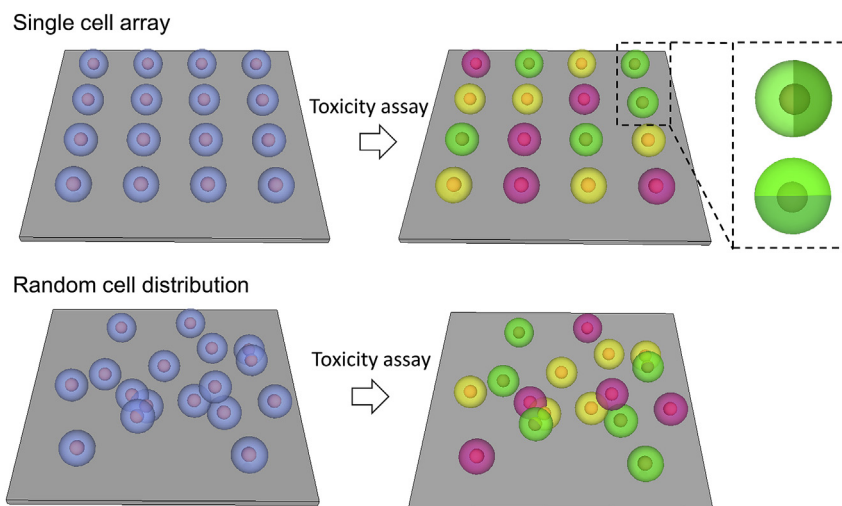 Single cell array
Toxicity assay
Random cell distribution
Toxicity assay